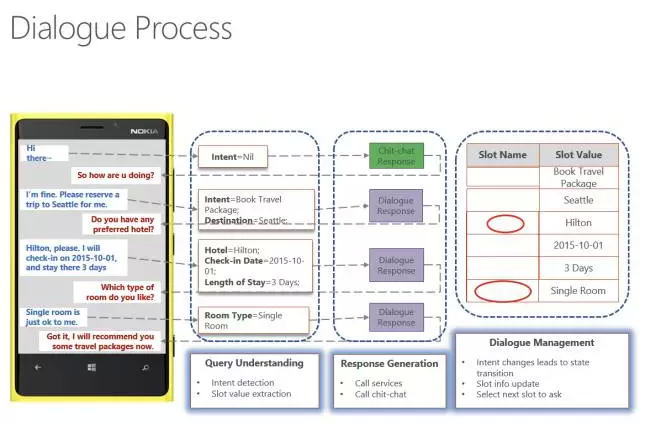 Dialogue Process
NOKIA
Hi
there~
So how are u doing?
I'm fine. Please reserve a
trip to Seattle for me.
Do you have any
preferred hotel?
Hilton, please. I will
check-in on 2015-10-01,
and stay there 3 days
Which type of
room do you like?
Single room is
just ok to me.
Got it, I will recommend you
some travel packages now.
Intent=Nil
Intent=Book Travel
Package;
Destination=Seattle;
Hotel=Hilton;
Check-in Date=2015-10-
01;
Length of Stay=3 Days;
Room Type=Single
Room
Chit-chat
Response
Dialogue
Response
Dialogue
Response
Dialogue
Response
Slot Name Slot Value
Book Travel
Package
Seattle
Hilton
2015-10-01
3 Days
Single Room
Query Understanding
• Intent detection
• Slot value extraction
Response Generation
• Call services
• Call chit-chat
Dialogue Management
• Intent changes leads to state
transition
• Slot info update
• Select next slot to ask